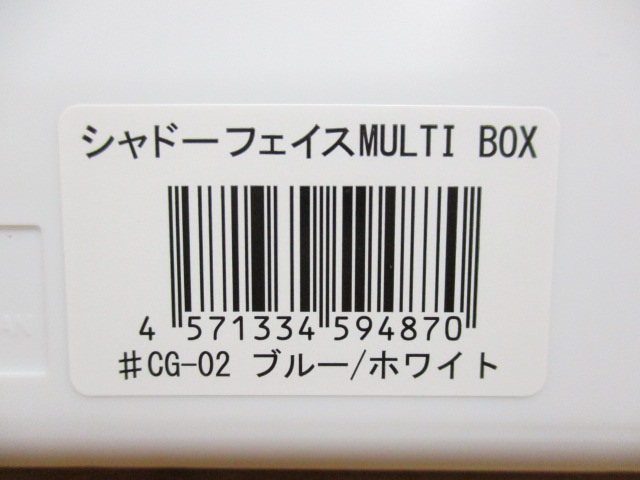 シャドーフェイスMULTI BOX
4 571334 594870
♯CG-02 ブルー/ホワイト